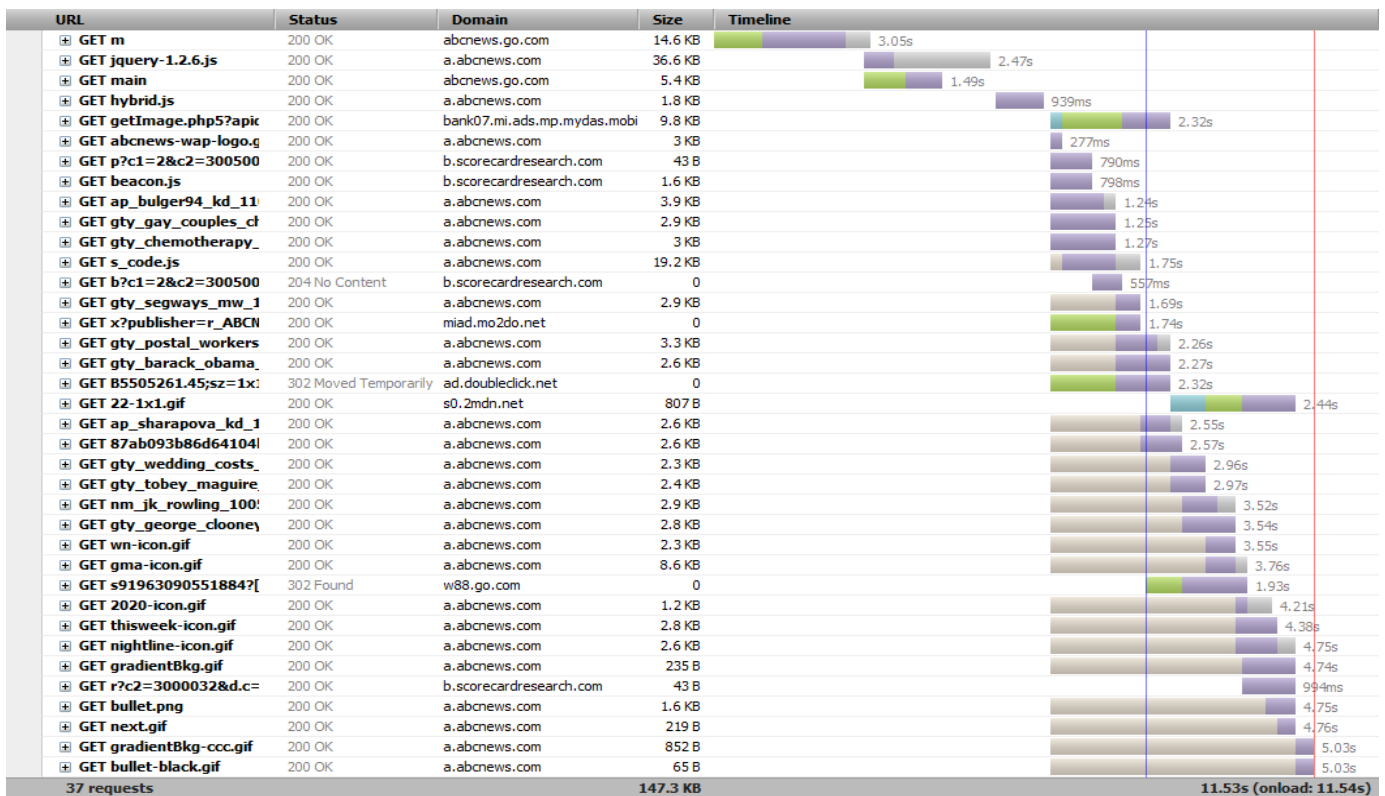 URL Status Domain Size Timeline
GET m 200 OK abcnews.go.com 14.6 KB 3.05s
GET jquery-1.2.6.js 200 OK a.abcnews.com 36.6 KB 2.47s
GET main 200 OK abcnews.go.com 5.4 KB 1.49s
GET hybrid.js 200 OK a.abcnews.com 1.8 KB 939ms
GET getImage.php5?apic 200 OK bank07.mi.ads.mp.mydas.mobi 9.8 KB 2.32s
GET abcnews-wap-logo.g 200 OK a.abcnews.com 3 KB 277ms
GET p?c1=2&c2=300500 200 OK b.scorecardresearch.com 43 B 790ms
GET beacon.js 200 OK b.scorecardresearch.com 1.6 KB 798ms
GET ap_bulger94_kd_110 200 OK a.abcnews.com 3.9 KB 1.24s
GET gty_gay_couples_ch 200 OK a.abcnews.com 2.9 KB 1.25s
GET gty_chemotherapy_ 200 OK a.abcnews.com 3 KB 1.27s
GET s_code.js 200 OK a.abcnews.com 19.2 KB 1.75s
GET b?c1=2&c2=300500 204 No Content b.scorecardresearch.com 0 557ms
GET gty_segways_mw_1 200 OK a.abcnews.com 2.9 KB 1.69s
GET x?publisher=r_ABCN 200 OK miad.mo2do.net 0 1.74s
GET gty_postal_workers 200 OK a.abcnews.com 3.3 KB 2.26s
GET gty_barack_obama_ 200 OK a.abcnews.com 2.6 KB 2.27s
GET B5505261.45;sz=1x1 302 Moved Temporarily ad.doubleclick.net 0 2.32s
GET 22-1x1.gif 200 OK s0.2mdn.net 807 B 2.44s
GET ap_sharapova_kd_1 200 OK a.abcnews.com 2.6 KB 2.55s
GET 87ab093b86d64104l 200 OK a.abcnews.com 2.6 KB 2.57s
GET gty_wedding_costs_ 200 OK a.abcnews.com 2.3 KB 2.96s
GET gty_tobey_maguire_ 200 OK a.abcnews.com 2.4 KB 2.97s
GET nm_jk_rowling_100! 200 OK a.abcnews.com 2.9 KB 3.52s
GET gty_george_clooney 200 OK a.abcnews.com 2.8 KB 3.54s
GET wn-icon.gif 200 OK a.abcnews.com 2.3 KB 3.55s
GET gma-icon.gif 200 OK a.abcnews.com 8.6 KB 3.76s
GET s91963090551884?[ 302 Found w88.go.com 0 1.93s
GET 2020-icon.gif 200 OK a.abcnews.com 1.2 KB 4.21s
GET thisweek-icon.gif 200 OK a.abcnews.com 2.8 KB 4.38s
GET nightline-icon.gif 200 OK a.abcnews.com 2.6 KB 4.75s
GET gradientBkg.gif 200 OK a.abcnews.com 235 B 4.74s
GET r?c2=3000032&d.c= 200 OK b.scorecardresearch.com 43 B 994ms
GET bullet.png 200 OK a.abcnews.com 1.6 KB 4.75s
GET next.gif 200 OK a.abcnews.com 219 B 4.76s
GET gradientBkg-ccc.gif 200 OK a.abcnews.com 852 B 5.03s
GET bullet-black.gif 200 OK a.abcnews.com 65 B 5.03s
37 requests 147.3 KB 11.53s (onload: 11.54s)